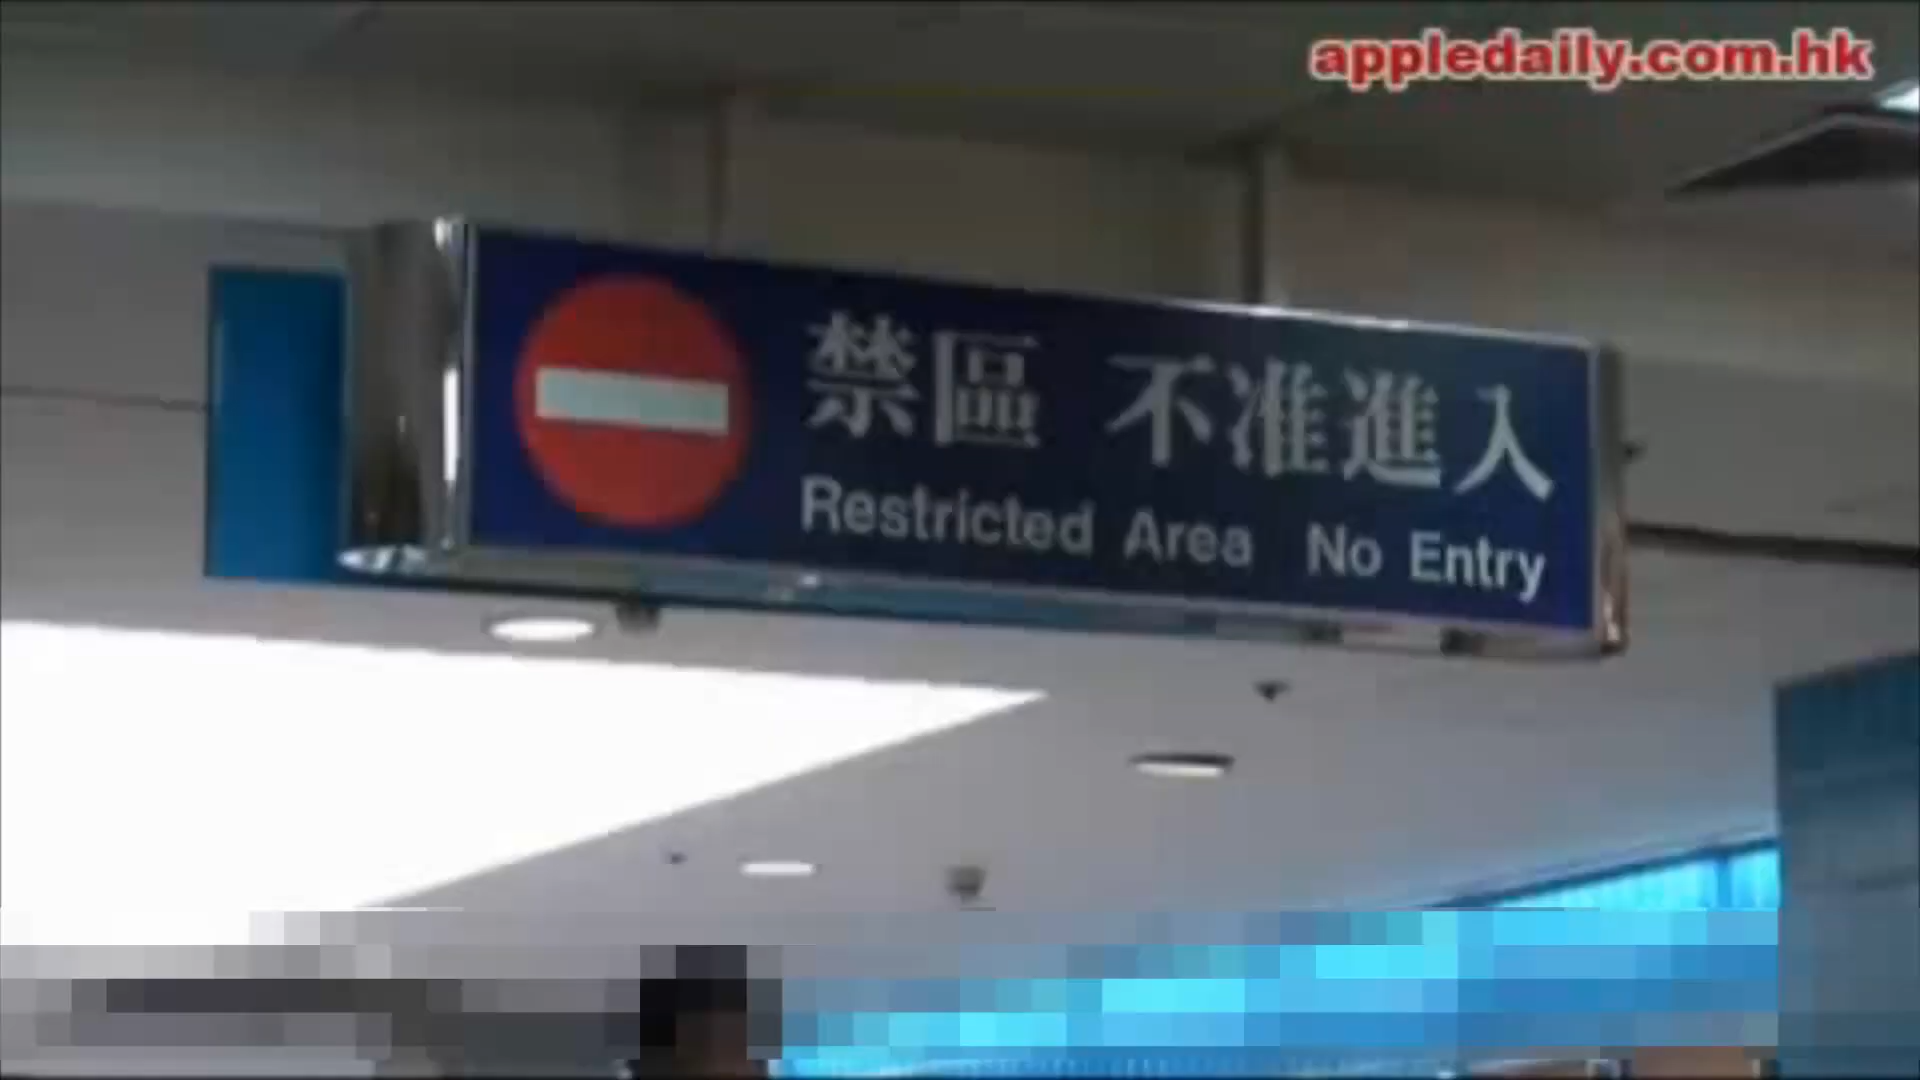 appledaily.com.hk
禁區 不准進入
Restricted Area No Entry